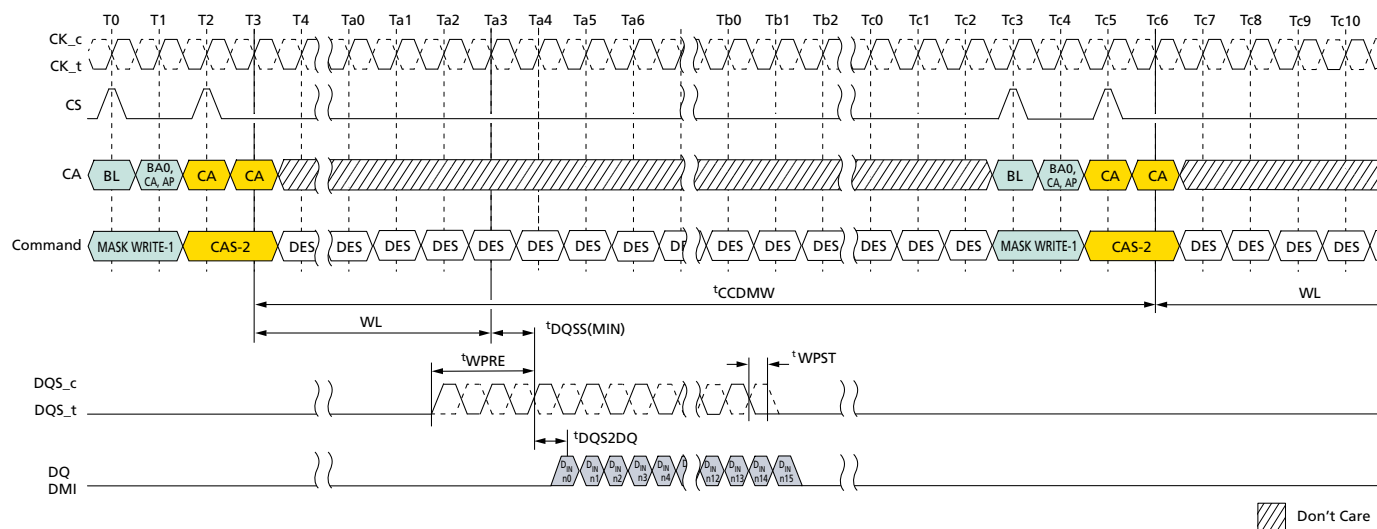 T0 T1 T2 T3 T4 Ta0 Ta1 Ta2 Ta3 Ta4 Ta5 Ta6 Tb0 Tb1 Tb2 Tc0 Tc1 Tc2 Tc3 Tc4 Tc5 Tc6 Tc7 Tc8 Tc9 Tc10
CK_c
CK_t
CS
CA BL BA0, CA, AP CA CA BL BA0, CA, AP CA CA
Command MASK WRITE-1 CAS-2 DES DES DES DES DES DES DES DES DES DES DES DES DES DES MASK WRITE-1 CAS-2 DES DES DES DES
tCCDMW WL
WL tDQSS(MIN)
tWPRE tWPST
DQS_c
DQS_t
tDQS2DQ
DQ DIN n0 DIN n1 DIN n2 DIN n3 DIN n4 DIN n12 DIN n13 DIN n14 DIN n15
DMI
Don't Care